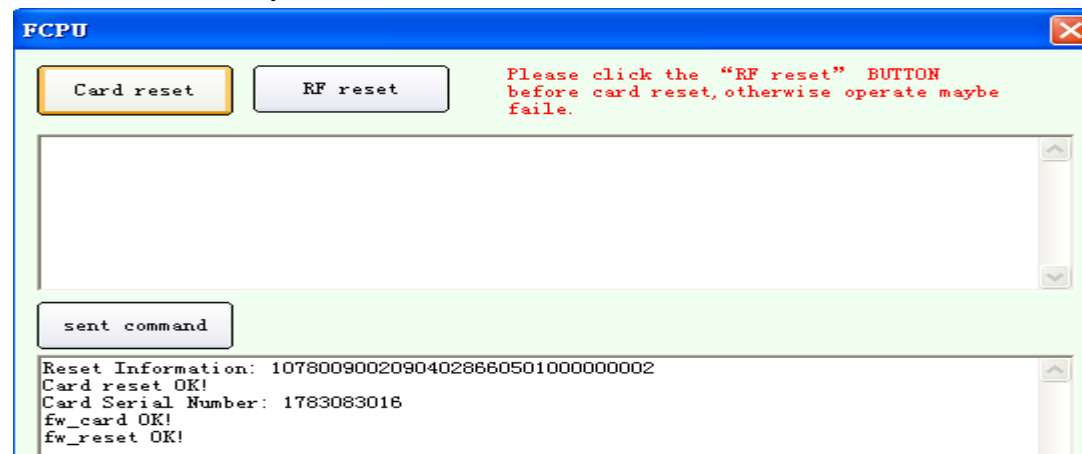 FCPU
Card reset
RF reset
Please click the “RF reset” BUTTON
before card reset,otherwise operate maybe
faile.
sent command
Reset Information: 10780090020904028660501000000002
Card reset OK!
Card Serial Number: 1783083016
fw_card OK!
fw_reset OK!